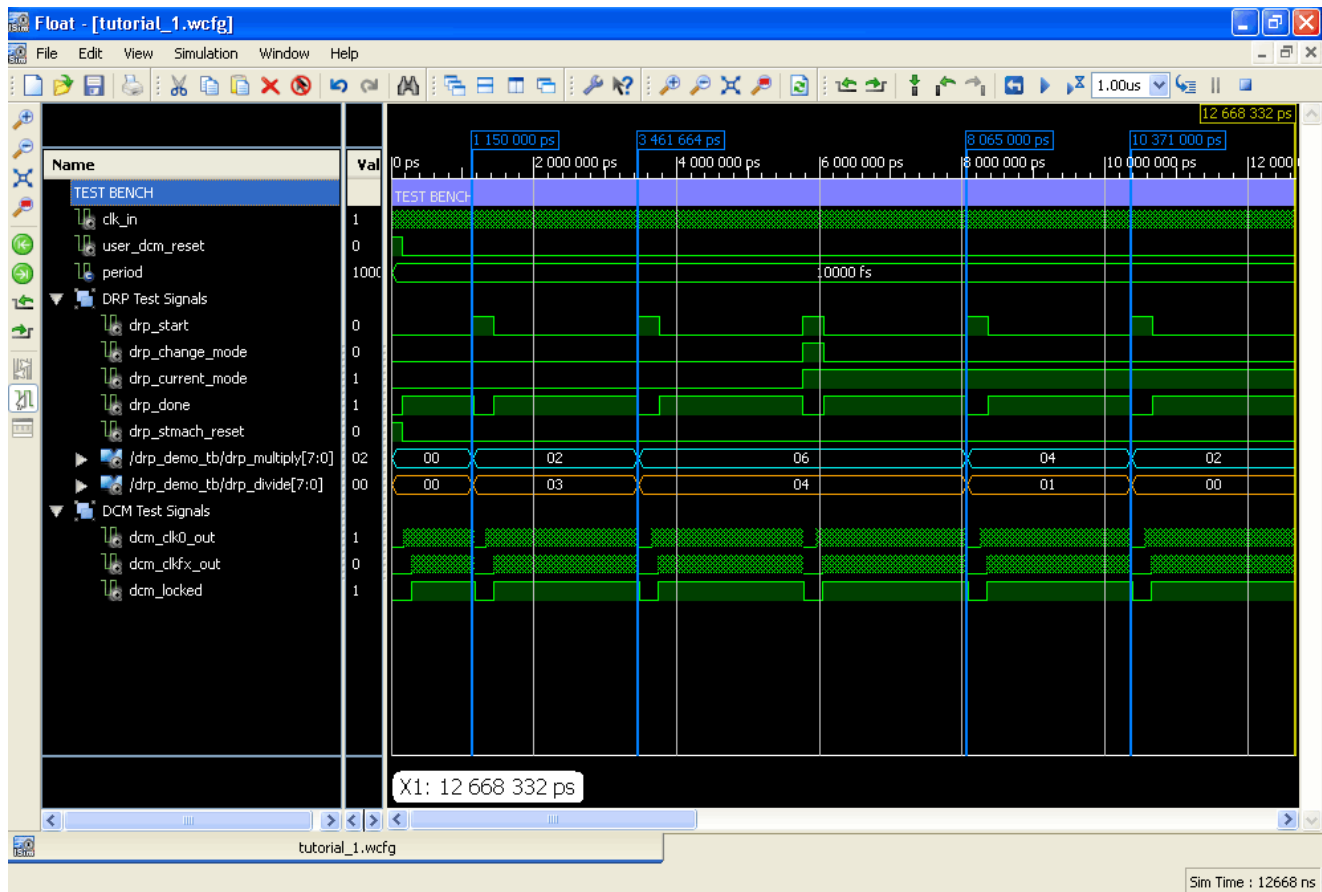 Float - [tutorial_1.wcfg]
File Edit View Simulation Window Help
1.00us
12 668 332 ps
1 150 000 ps 3 461 664 ps 8 065 000 ps 10 371 000 ps
Name Val 0 ps 2 000 000 ps 4 000 000 ps 6 000 000 ps 8 000 000 ps 10 000 000 ps 12 000
TEST BENCH TEST BENCH
clk_in 1
user_dcm_reset 0
period 1000 10000 fs
DRP Test Signals
drp_start 0
drp_change_mode 0
drp_current_mode 1
drp_done 1
drp_stmach_reset 0
/drp_demo_tb/drp_multiply[7:0] 02 00 02 06 04 02
/drp_demo_tb/drp_divide[7:0] 00 00 03 04 01 00
DCM Test Signals
dcm_clk0_out 1
dcm_clkfx_out 0
dcm_locked 1
X1: 12 668 332 ps
ISim tutorial_1.wcfg
Sim Time : 12668 ns